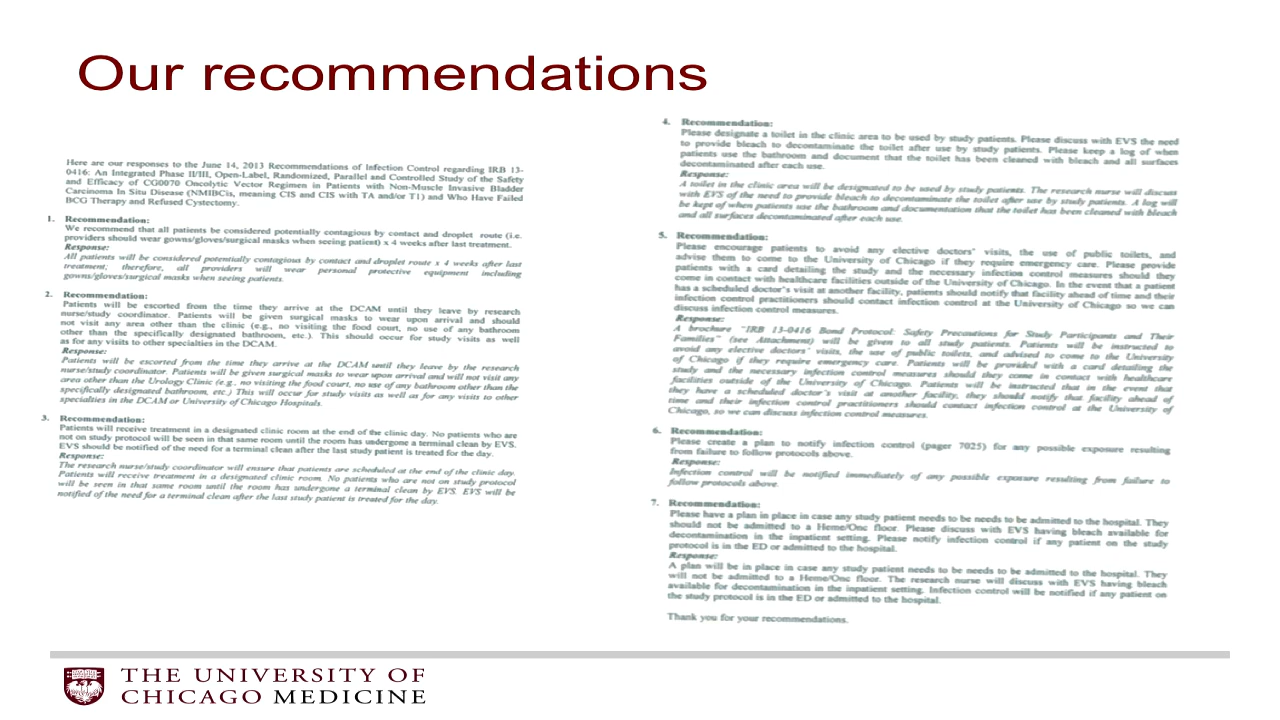 Our recommendations
Here are our responses to the June 14, 2013 Recommendations of Infection Control regarding IRB 13-
0416: An Integrated Phase II/III, Open-Label, Randomized, Parallel and Controlled Study of the Safety
and Efficacy of CG0070 Oncolytic Vector Regimen in Patients with Non-Muscle Invasive Bladder
Carcinoma In Situ Disease (NMIBCis, meaning CIS and CIS with TA and/or T1) and Who Have Failed
BCG Therapy and Refused Cystectomy.
1. Recommendation:
We recommend that all patients be considered potentially contagious by contact and droplet route (i.e.
providers should wear gowns/gloves/surgical masks when seeing patient) x 4 weeks after last treatment.
Response:
All patients will be considered potentially contagious by contact and droplet route x 4 weeks after last
treatment; therefore, all providers will wear personal protective equipment including
gowns/gloves/surgical masks when seeing patients.
2. Recommendation:
Patients will be escorted from the time they arrive at the DCAM until they leave by research
nurse/study coordinator. Patients will be given surgical masks to wear upon arrival and should
not visit any area other than the clinic (e.g., no visiting the food court, no use of any bathroom
other than the specifically designated bathroom, etc.). This should occur for study visits as well
as for any visits to other specialties in the DCAM.
Response:
Patients will be escorted from the time they arrive at the DCAM until they leave by the research
nurse/study coordinator. Patients will be given surgical masks to wear upon arrival and will not visit any
area other than the Urology Clinic (e.g., no visiting the food court, no use of any bathroom other than the
specifically designated bathroom, etc.) This will occur for study visits as well as for any visits to other
specialties in the DCAM or University of Chicago Hospitals.
3. Recommendation:
Patients will receive treatment in a designated clinic room at the end of the clinic day. No patients who are
not on study protocol will be seen in that same room until the room has undergone a terminal clean by EVS.
EVS should be notified of the need for a terminal clean after the last study patient is treated for the day.
Response:
The research nurse/study coordinator will ensure that patients are scheduled at the end of the clinic day.
Patients will receive treatment in a designated clinic room. No patients who are not on study protocol
will be seen in that same room until the room has undergone a terminal clean by EVS. EVS will be
notified of the need for a terminal clean after the last study patient is treated for the day.
4. Recommendation:
Please designate a toilet in the clinic area to be used by study patients. Please discuss with EVS the need
to provide bleach to decontaminate the toilet after use by study patients. Please keep a log of when
patients use the bathroom and document that the toilet has been cleaned with bleach and all surfaces
decontaminated after each use.
Response:
A toilet in the clinic area will be designated to be used by study patients. The research nurse will discuss
with EVS of the need to provide bleach to decontaminate the toilet after use by study patients. A log will
be kept of when patients use the bathroom and documentation that the toilet has been cleaned with bleach
and all surfaces decontaminated after each use.
5. Recommendation:
Please encourage patients to avoid any elective doctors' visits, the use of public toilets, and
advise them to come to the University of Chicago if they require emergency care. Please provide
patients with a card detailing the study and the necessary infection control measures should they
come in contact with healthcare facilities outside of the University of Chicago. In the event that a patient
has a scheduled doctor's visit at another facility, patients should notify that facility ahead of time and their
infection control practitioners should contact infection control at the University of Chicago so we can
discuss infection control measures.
Response:
A brochure "IRB 13-0416 Bond Protocol: Safety Precautions for Study Participants and Their
Families" (see Attachment) will be given to all study patients. Patients will be instructed to
avoid any elective doctors' visits, the use of public toilets, and advised to come to the University
of Chicago if they require emergency care. Patients will be provided with a card detailing the
study and the necessary infection control measures should they come in contact with healthcare
facilities outside of the University of Chicago. Patients will be instructed that in the event that
they have a scheduled doctor's visit at another facility, they should notify that facility ahead of
time and their infection control practitioners should contact infection control at the University of
Chicago, so we can discuss infection control measures.
6. Recommendation:
Please create a plan to notify infection control (pager 7025) for any possible exposure resulting
from failure to follow protocols above.
Response:
Infection control will be notified immediately of any possible exposure resulting from failure to
follow protocols above.
7. Recommendation:
Please have a plan in place in case any study patient needs to be needs to be admitted to the hospital. They
should not be admitted to a Heme/Onc floor. Please discuss with EVS having bleach available for
decontamination in the inpatient setting. Please notify infection control if any patient on the study
protocol is in the ED or admitted to the hospital.
Response:
A plan will be in place in case any study patient needs to be needs to be admitted to the hospital. They
will not be admitted to a Heme/Onc floor. The research nurse will discuss with EVS having bleach
available for decontamination in the inpatient setting. Infection control will be notified if any patient on
the study protocol is in the ED or admitted to the hospital.
Thank you for your recommendations.
THE UNIVERSITY OF
CHICAGO MEDICINE